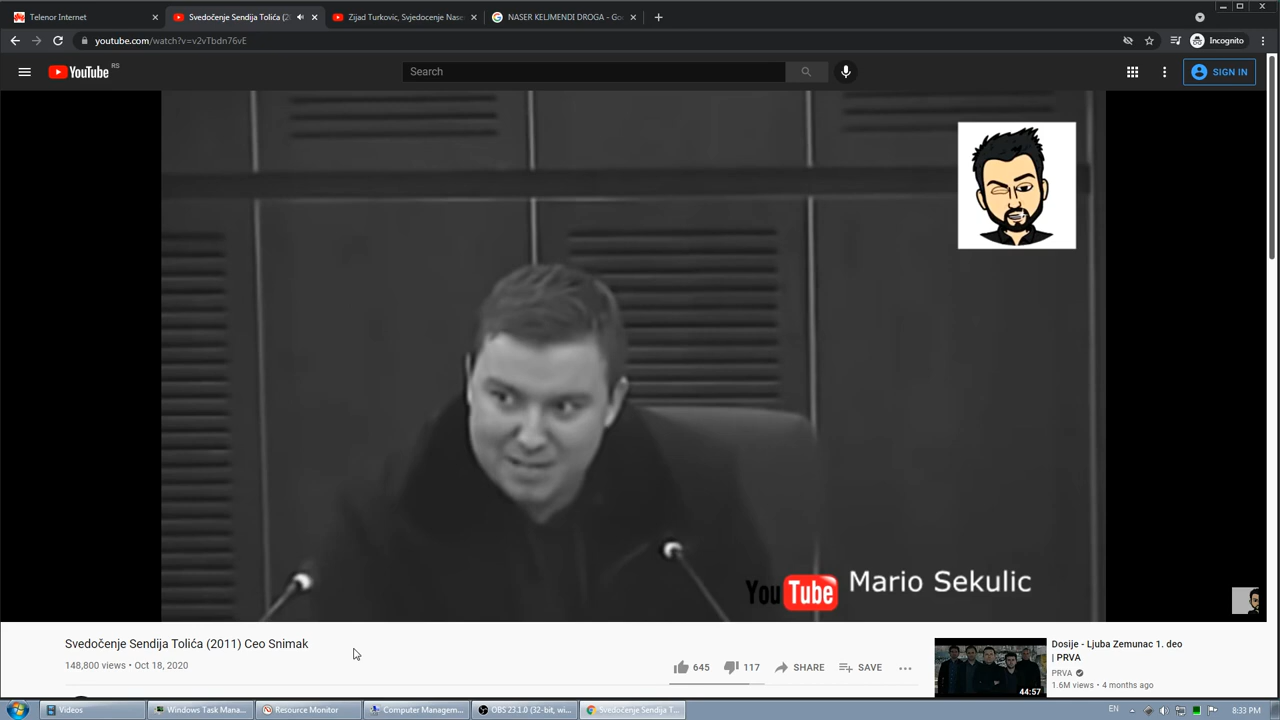 Telenor Internet
Svedočenje Sendija Tolića (2(
Zijad Turkovic, Svjedocenje Nase
NASER KELIMENDI DROGA - Go
youtube.com/watch?v=v2vTbdn76vE
Incognito
YouTube RS
Search
SIGN IN
You Tube Mario Sekulic
Svedočenje Sendija Tolića (2011) Ceo Snimak
148,800 views • Oct 18, 2020
645
117
SHARE
SAVE
Dosije - Ljuba Zemunac 1. deo
| PRVA
PRVA
1.6M views • 4 months ago
44:57
Videos
Windows Task Mana...
Resource Monitor
Computer Managem...
OBS 23.1.0 (32-bit, wi...
Svedočenje Sendija T...
EN
8:33 PM